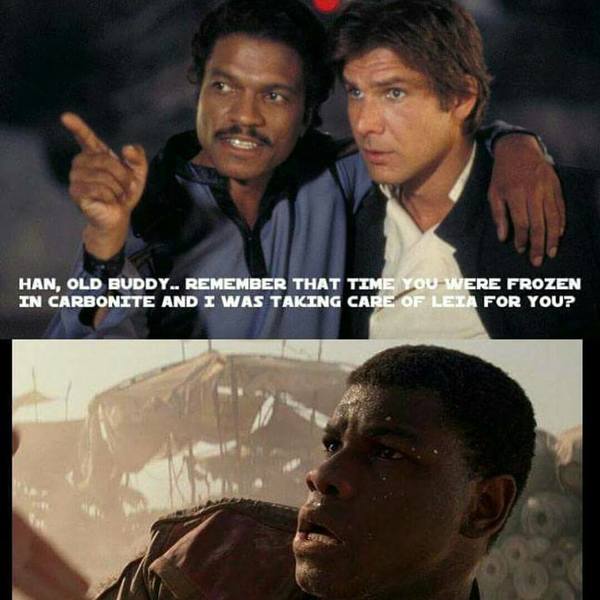 HAN, OLD BUDDY.. REMEMBER THAT TIME YOU WERE FROZEN
IN CARBONITE AND I WAS TAKING CARE OF LEIA FOR YOU?